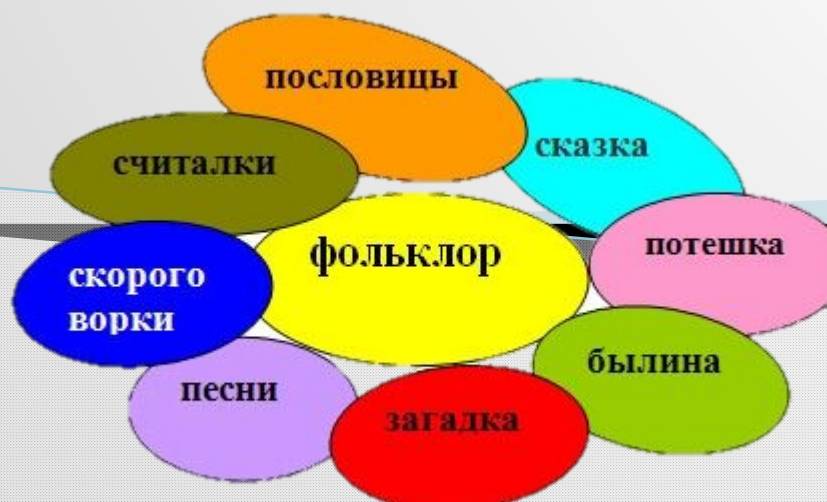 пословицы
сказка
считалки
потешка
фольклор
скорого
ворки
былина
песни
загадка